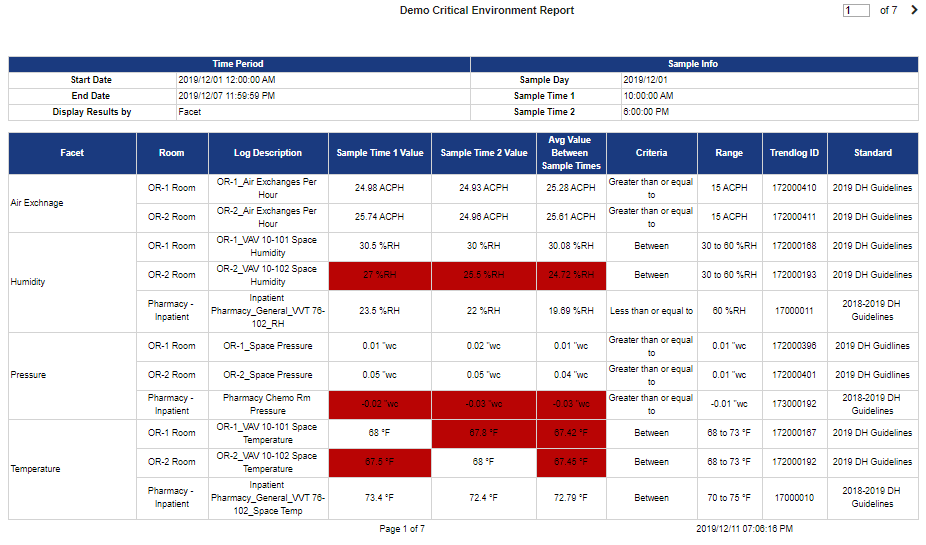 Demo Critical Environment Report
1 of 7
Time Period Sample Info
Start Date 2019/12/01 12:00:00 AM Sample Day 2019/12/01
End Date 2019/12/07 11:59:59 PM Sample Time 1 10:00:00 AM
Display Results by Facet Sample Time 2 6:00:00 PM
Facet Room Log Description Sample Time 1 Value Sample Time 2 Value Avg Value Between Sample Times Criteria Range Trendlog ID Standard
Air Exchnage
OR-1 Room OR-1_Air Exchanges Per Hour 24.98 ACPH 24.93 ACPH 25.28 ACPH Greater than or equal to 15 ACPH 172000410 2019 DH Guidelines
OR-2 Room OR-2_Air Exchanges Per Hour 25.74 ACPH 24.96 ACPH 25.61 ACPH Greater than or equal to 15 ACPH 172000411 2019 DH Guidelines
Humidity
OR-1 Room OR-1_VAV 10-101 Space Humidity 30.5 %RH 30 %RH 30.08 %RH Between 30 to 60 %RH 172000168 2019 DH Guidelines
OR-2 Room OR-2_VAV 10-102 Space Humidity 27 %RH 25.5 %RH 24.72 %RH Between 30 to 60 %RH 172000193 2019 DH Guidelines
Pharmacy - Inpatient Inpatient Pharmacy_General_VVT 76-102_RH 23.5 %RH 22 %RH 19.69 %RH Less than or equal to 60 %RH 17000011 2018-2019 DH Guidelines
Pressure
OR-1 Room OR-1_Space Pressure 0.01 "wc 0.02 "wc 0.01 "wc Greater than or equal to 0.01 "wc 172000396 2019 DH Guidlines
OR-2 Room OR-2_Space Pressure 0.05 "wc 0.05 "wc 0.04 "wc Greater than or equal to 0.01 "wc 172000401 2019 DH Guidlines
Pharmacy - Inpatient Pharmacy Chemo Rm Pressure -0.02 "wc -0.03 "wc -0.03 "wc Greater than or equal to -0.01 "wc 173000192 2018-2019 DH Guidelines
Temperature
OR-1 Room OR-1_VAV 10-101 Space Temperature 68 °F 67.8 °F 67.42 °F Between 68 to 73 °F 172000167 2019 DH Guidelines
OR-2 Room OR-2_VAV 10-102 Space Temperature 67.5 °F 68 °F 67.45 °F Between 68 to 73 °F 172000192 2019 DH Guidelines
Pharmacy - Inpatient Inpatient Pharmacy_General_VVT 76-102_Space Temp 73.4 °F 72.4 °F 72.79 °F Between 70 to 75 °F 17000010 2018-2019 DH Guidelines
Page 1 of 7 2019/12/11 07:06:16 PM